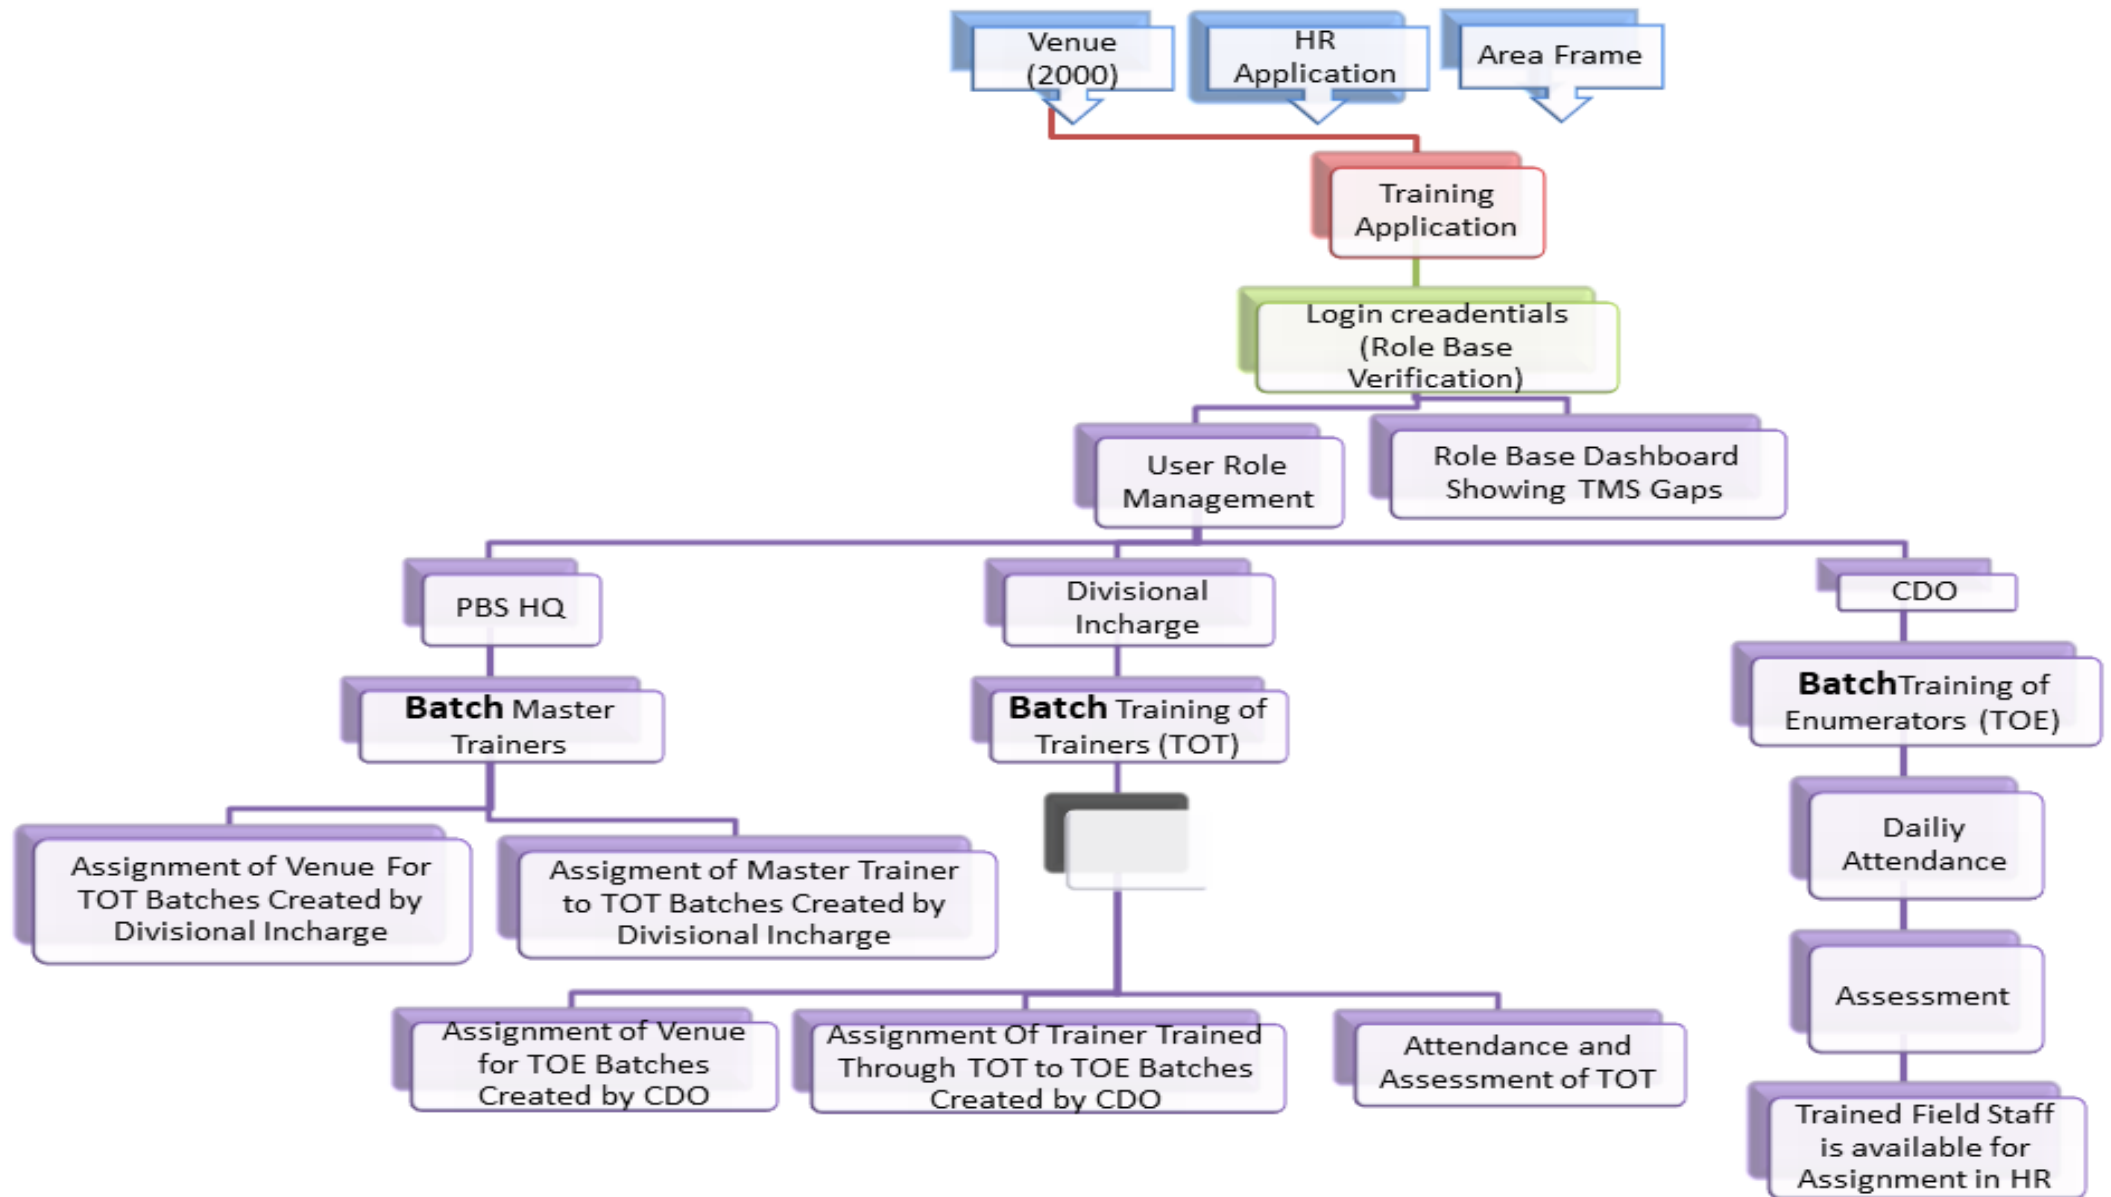 Venue
(2000)
HR
Application
Area Frame
Training
Application
Login creadentials
(Role Base
Verification)
User Role
Management
Role Base Dashboard
Showing TMS Gaps
PBS HQ
Divisional
Incharge
CDO
Batch Master
Trainers
Batch Training of
Trainers (TOT)
BatchTraining of
Enumerators (TOE)
Dailiy
Attendance
Assignment of Venue For
TOT Batches Created by
Divisional Incharge
Assigment of Master Trainer
to TOT Batches Created by
Divisional Incharge
Assessment
Assignment of Venue
for TOE Batches
Created by CDO
Assignment Of Trainer Trained
Through TOT to TOE Batches
Created by CDO
Attendance and
Assessment of TOT
Trained Field Staff
is available for
Assignment in HR